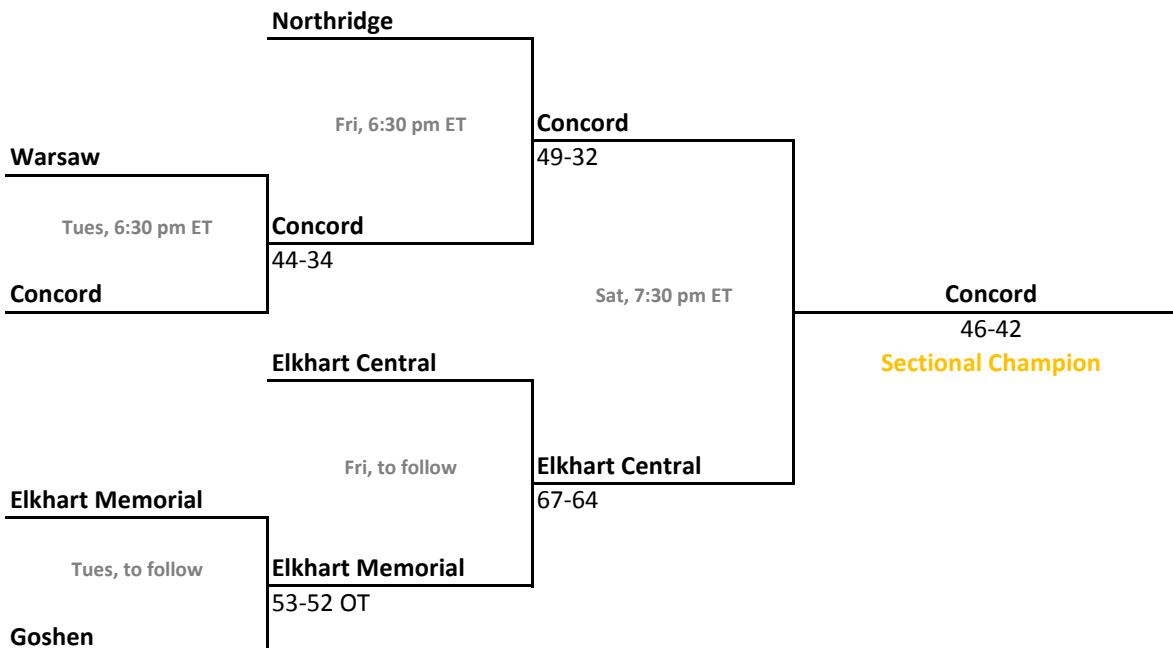 Northridge
Fri, 6:30 pm ET
Concord
Warsaw
49-32
Tues, 6:30 pm ET
Concord
44-34
Concord
Sat, 7:30 pm ET
Concord
46-42
Elkhart Central
Sectional Champion
Fri, to follow
Elkhart Central
Elkhart Memorial
67-64
Tues, to follow
Elkhart Memorial
53-52 OT
Goshen